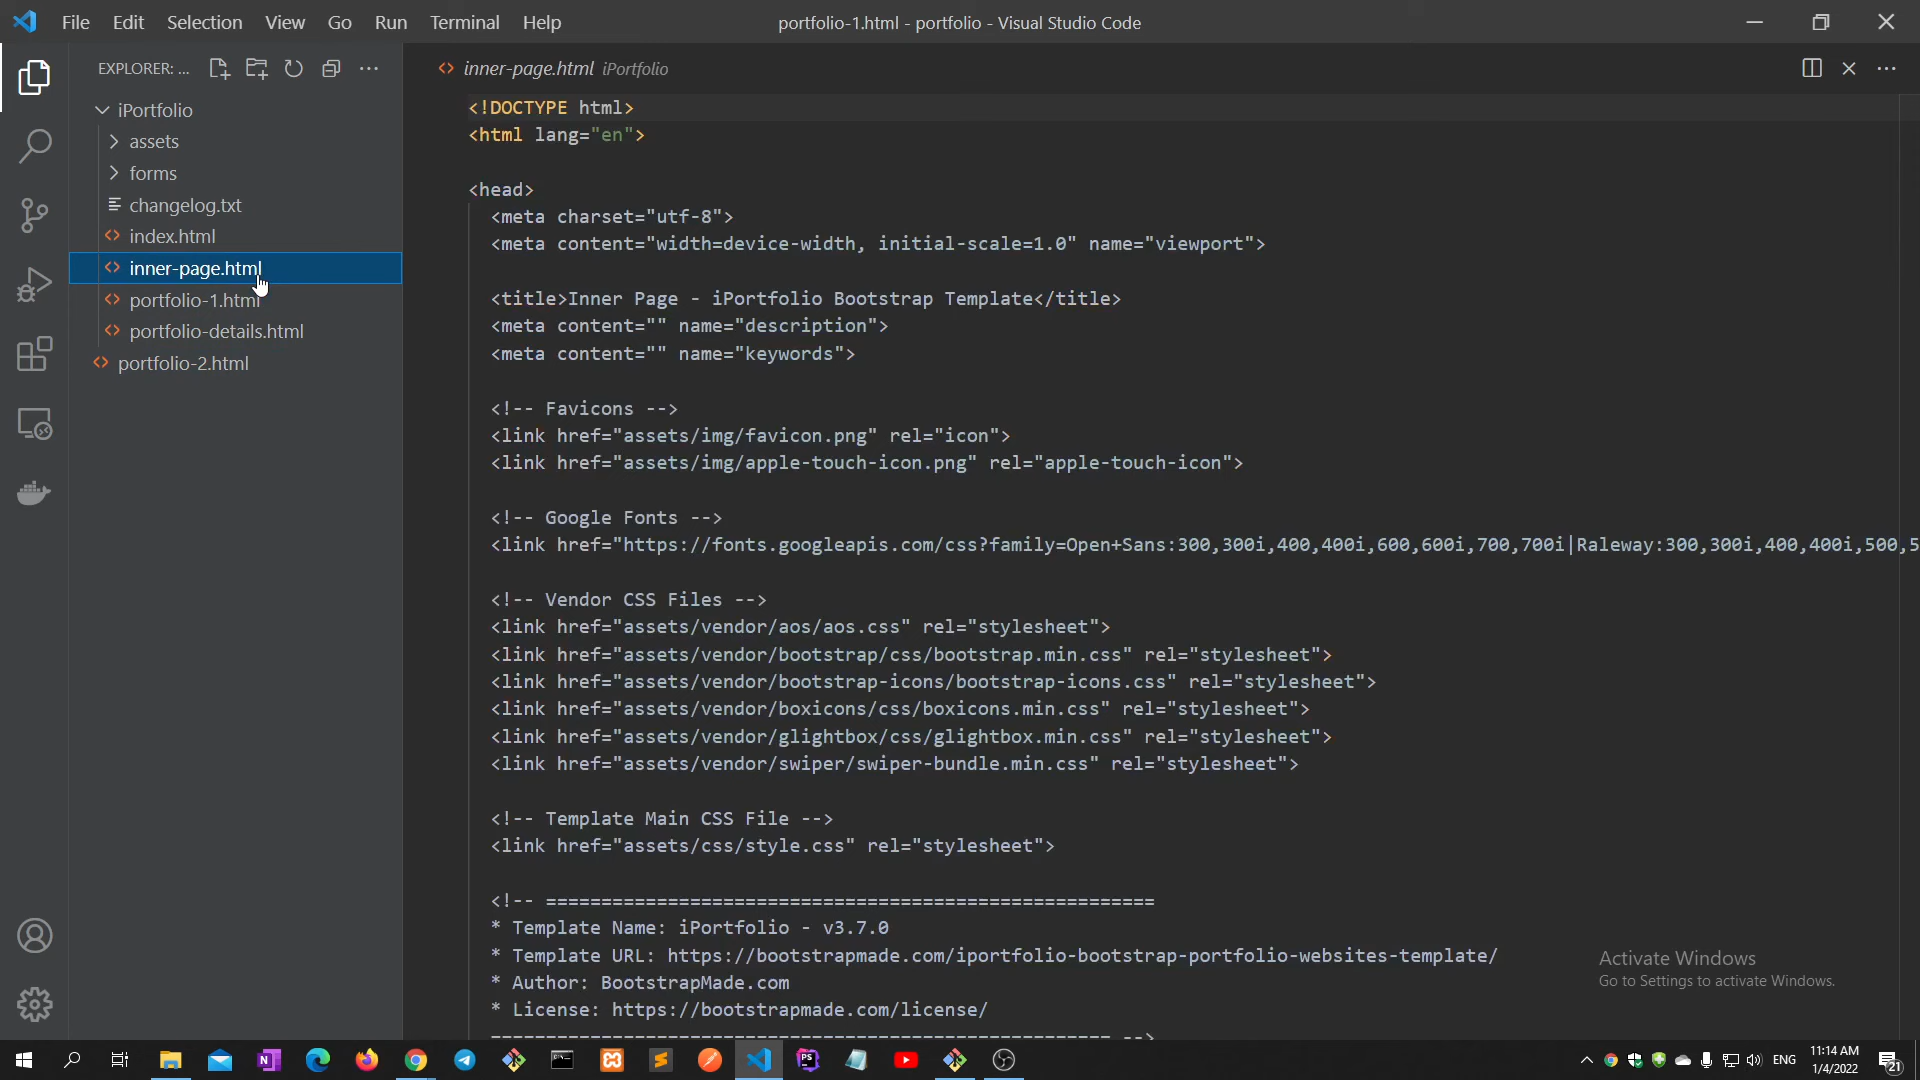 File Edit Selection View Go Run Terminal Help
portfolio-1.html - portfolio - Visual Studio Code
EXPLORER: ...
inner-page.html iPortfolio
iPortfolio
assets
forms
changelog.txt
index.html
inner-page.html
portfolio-1.html
portfolio-details.html
portfolio-2.html
<!DOCTYPE html>
<html lang="en">
<head>
<meta charset="utf-8">
<meta content="width=device-width, initial-scale=1.0" name="viewport">
<title>Inner Page - iPortfolio Bootstrap Template</title>
<meta content="" name="description">
<meta content="" name="keywords">
<!-- Favicons -->
<link href="assets/img/favicon.png" rel="icon">
<link href="assets/img/apple-touch-icon.png" rel="apple-touch-icon">
<!-- Google Fonts -->
<link href="https://fonts.googleapis.com/css?family=Open+Sans:300,300i,400,400i,600,600i,700,700i|Raleway:300,300i,400,400i,500,5
<!-- Vendor CSS Files -->
<link href="assets/vendor/aos/aos.css" rel="stylesheet">
<link href="assets/vendor/bootstrap/css/bootstrap.min.css" rel="stylesheet">
<link href="assets/vendor/bootstrap-icons/bootstrap-icons.css" rel="stylesheet">
<link href="assets/vendor/boxicons/css/boxicons.min.css" rel="stylesheet">
<link href="assets/vendor/glightbox/css/glightbox.min.css" rel="stylesheet">
<link href="assets/vendor/swiper/swiper-bundle.min.css" rel="stylesheet">
<!-- Template Main CSS File -->
<link href="assets/css/style.css" rel="stylesheet">
<!-- =======================================================
* Template Name: iPortfolio - v3.7.0
* Template URL: https://bootstrapmade.com/iportfolio-bootstrap-portfolio-websites-template/
* Author: BootstrapMade.com
* License: https://bootstrapmade.com/license/
======================================================== -->
Activate Windows
Go to Settings to activate Windows.
PS
ENG
11:14 AM
1/4/2022
21